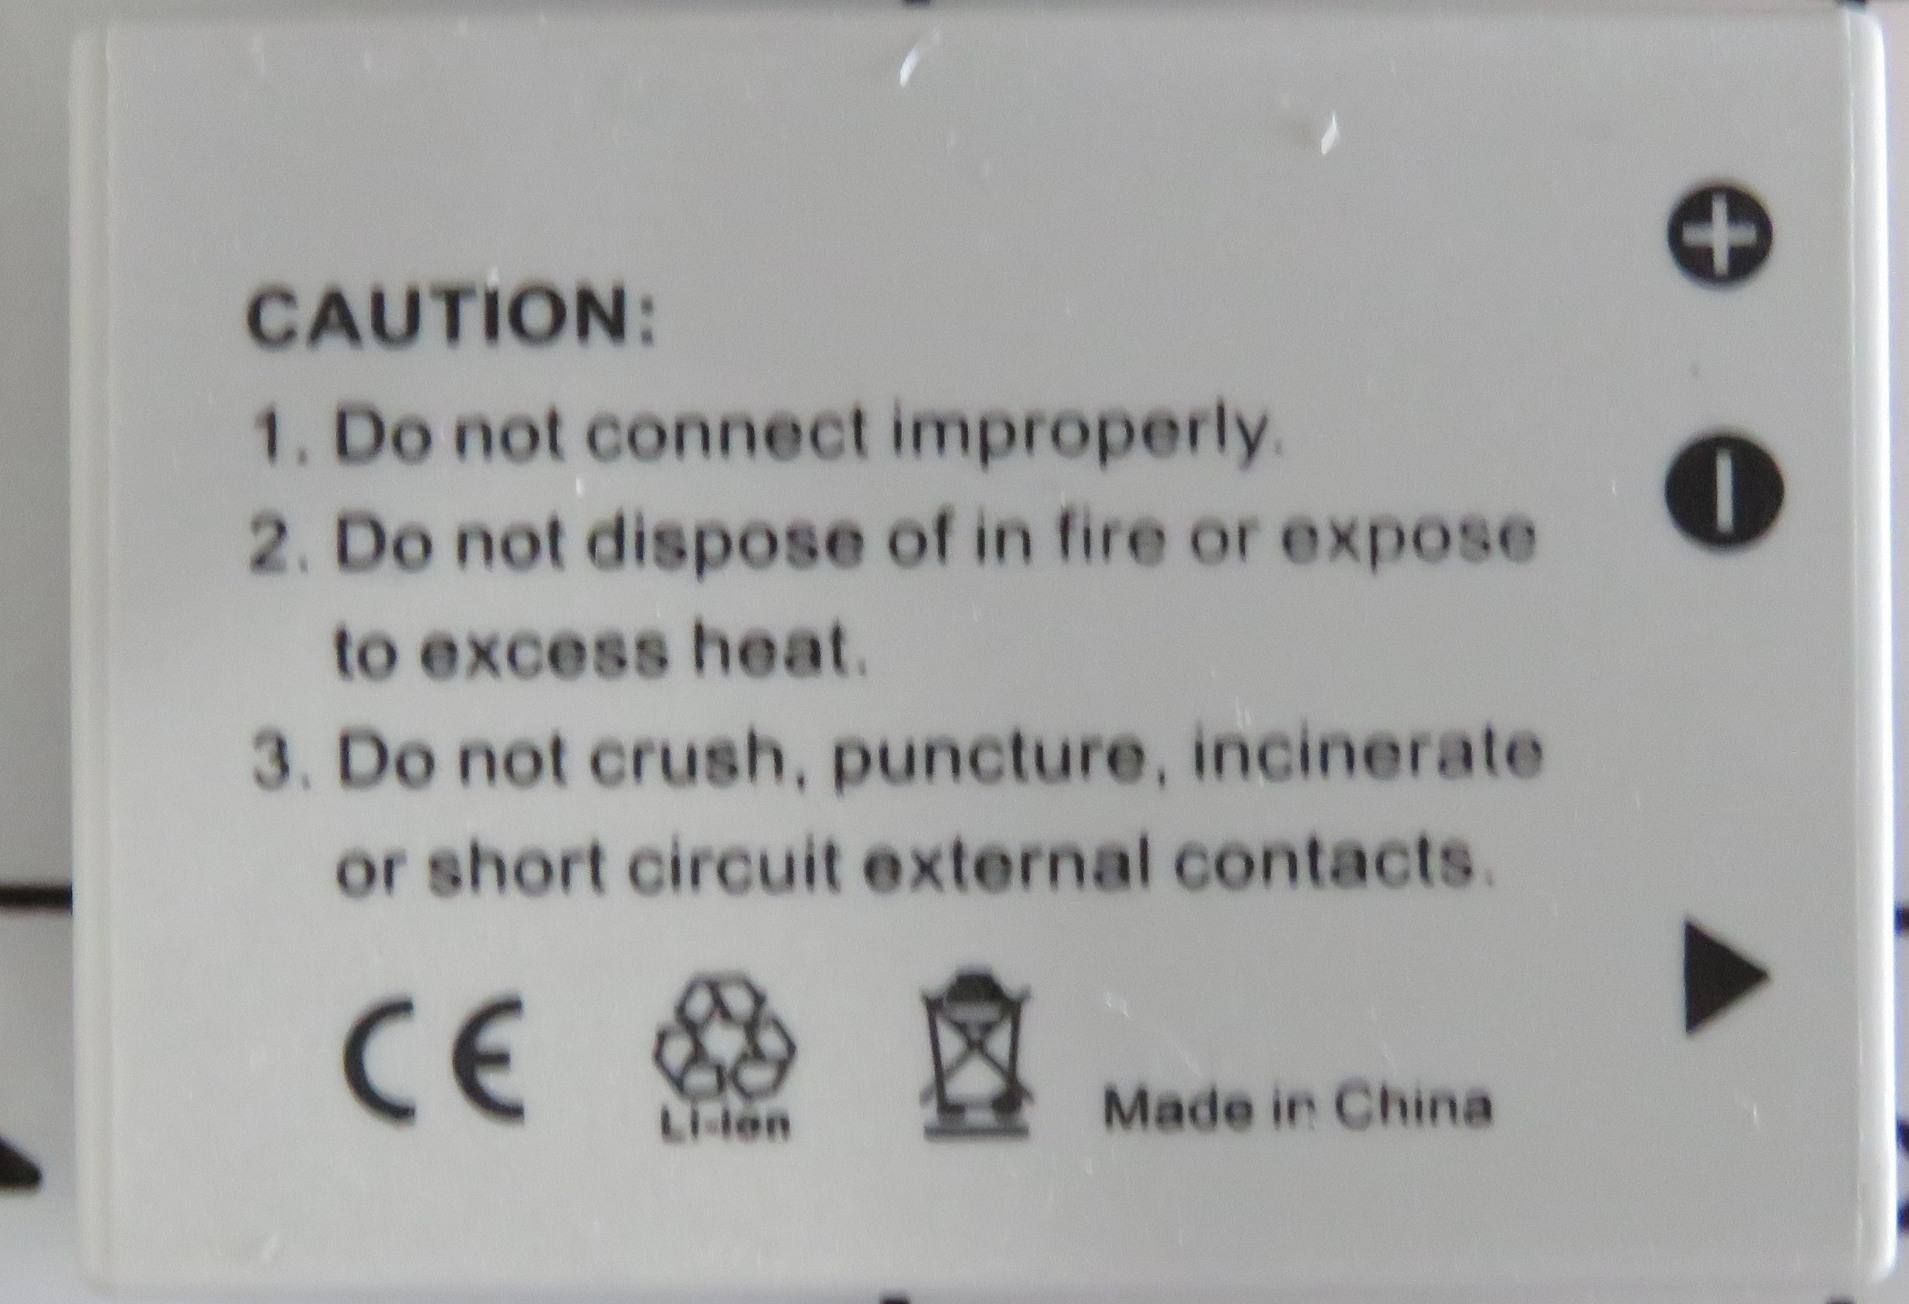 CAUTION:
1. Do not connect improperly.
2. Do not dispose of in fire or expose
to excess heat.
3. Do not crush, puncture, incinerate
or short circuit external contacts.
CE
Li-ion
Made in China